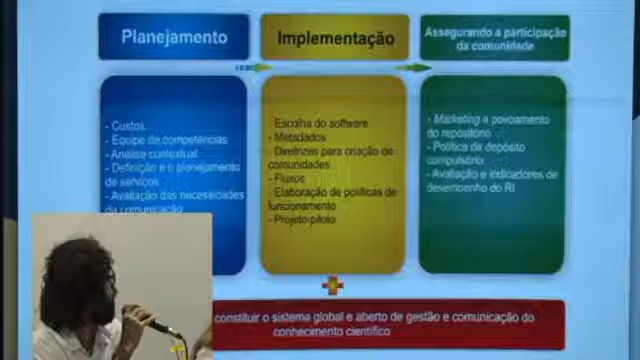 Planejamento
Implementação
Assegurando a participação
da comunidade
- Custos
- Equipe de competências
- Análise contextual
- Definição e o planejamento
de serviços
- Avaliação das necessidades
da comunicação
- Escolha do software
- Metadados
- Diretrizes para criação de
comunidades
- Fluxos
- Elaboração de políticas de
funcionamento
- Projeto-piloto
- Marketing e povoamento
do repositório
- Política de depósito
compulsório
- Avaliação e indicadores de
desempenho do RI
constituir o sistema global e aberto de gestão e comunicação do
conhecimento científico